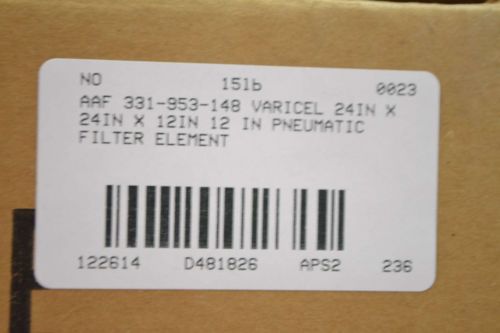 NO 151b 0023
AAF 331-953-148 VARICEL 24IN X
24IN X 12IN 12 IN PNEUMATIC
FILTER ELEMENT
122614 D481826 APS2 236